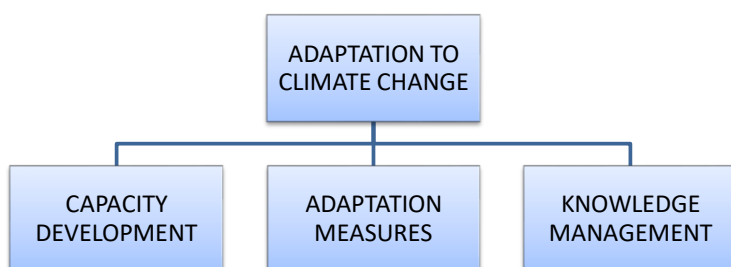 ADAPTATION TO
CLIMATE CHANGE
CAPACITY
DEVELOPMENT
ADAPTATION
MEASURES
KNOWLEDGE
MANAGEMENT